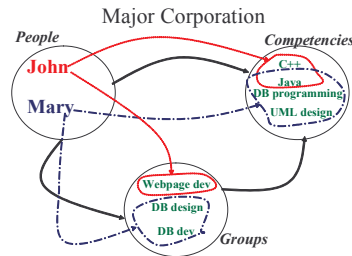 Major Corporation
People
Competencies
John
Mary
C++
Java
DB programming
UML design
Webpage dev
DB design
DB dev
Groups